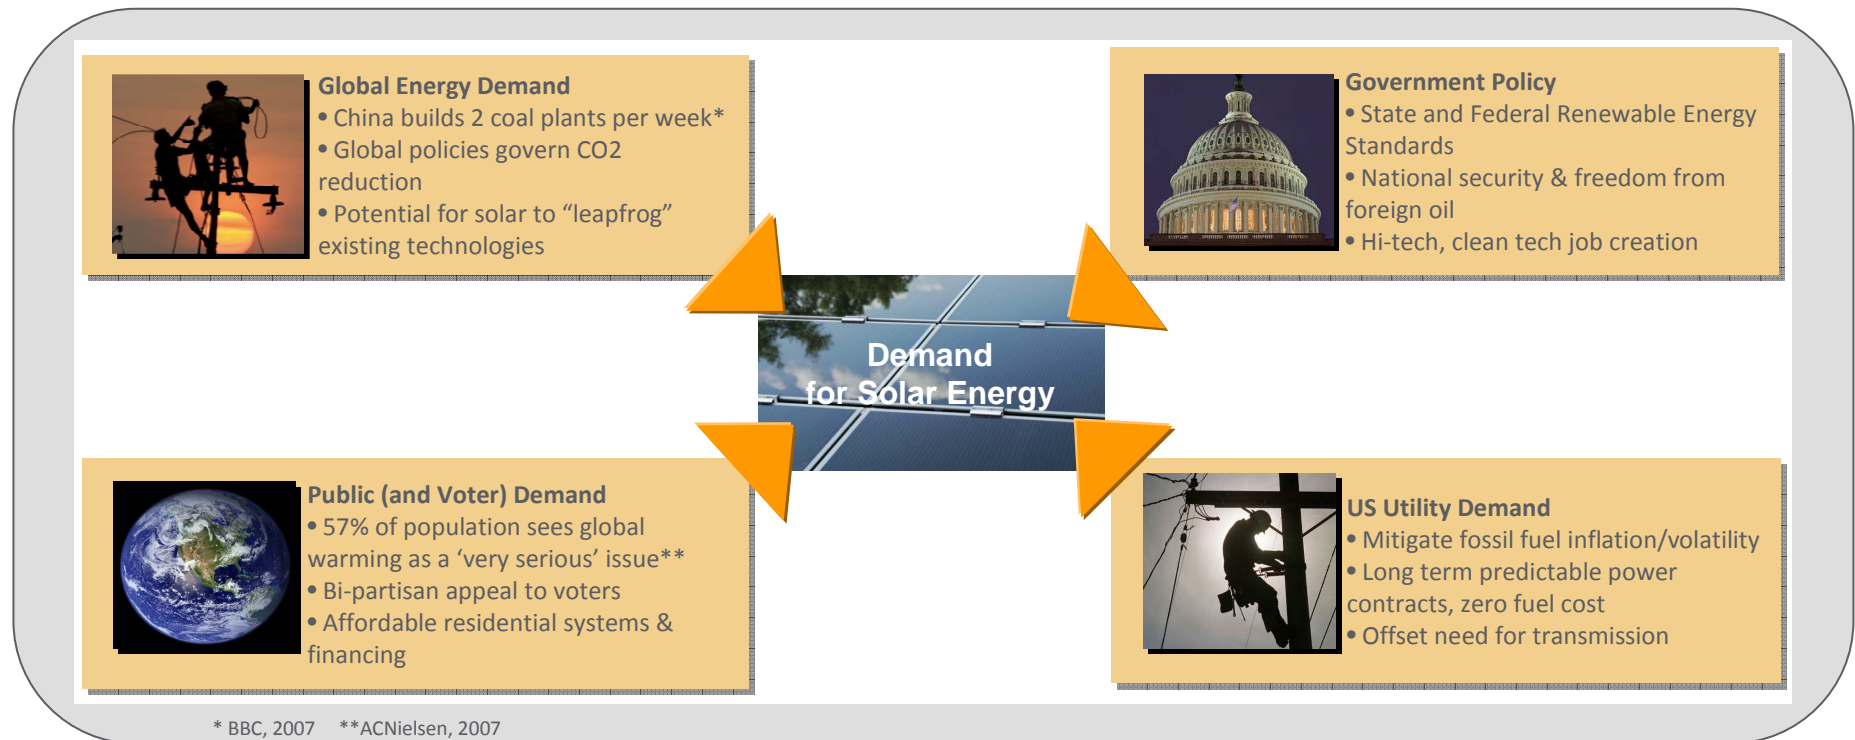 Global Energy Demand
• China builds 2 coal plants per week*
• Global policies govern CO2
reduction
• Potential for solar to “leapfrog”
existing technologies
Government Policy
• State and Federal Renewable Energy
Standards
• National security & freedom from
foreign oil
• Hi-tech, clean tech job creation
Demand
for Solar Energy
Public (and Voter) Demand
• 57% of population sees global
warming as a ‘very serious’ issue**
• Bi-partisan appeal to voters
• Affordable residential systems &
financing
US Utility Demand
• Mitigate fossil fuel inflation/volatility
• Long term predictable power
contracts, zero fuel cost
• Offset need for transmission
* BBC, 2007 **ACNielsen, 2007